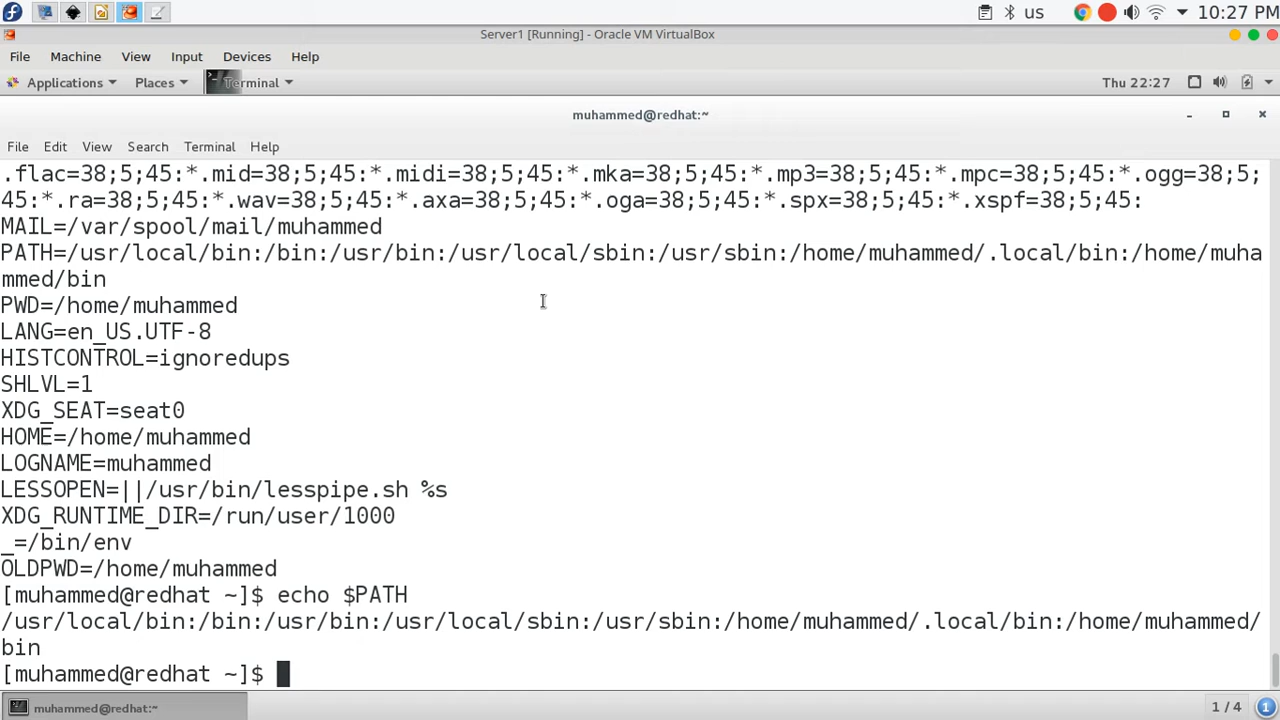 us
10:27 PM
Server1 [Running] - Oracle VM VirtualBox
File Machine View Input Devices Help
Applications Places Terminal Thu 22:27
muhammed@redhat:~
File Edit View Search Terminal Help
.flac=38;5;45:*.mid=38;5;45:*.midi=38;5;45:*.mka=38;5;45:*.mp3=38;5;45:*.mpc=38;5;45:*.ogg=38;5;
45:*.ra=38;5;45:*.wav=38;5;45:*.axa=38;5;45:*.oga=38;5;45:*.spx=38;5;45:*.xspf=38;5;45:
MAIL=/var/spool/mail/muhammed
PATH=/usr/local/bin:/bin:/usr/bin:/usr/local/sbin:/usr/sbin:/home/muhammed/.local/bin:/home/muha
mmed/bin
PWD=/home/muhammed
LANG=en_US.UTF-8
HISTCONTROL=ignoredups
SHLVL=1
XDG_SEAT=seat0
HOME=/home/muhammed
LOGNAME=muhammed
LESSOPEN=||/usr/bin/lesspipe.sh %s
XDG_RUNTIME_DIR=/run/user/1000
_=/bin/env
OLDPWD=/home/muhammed
[muhammed@redhat ~]$ echo $PATH
/usr/local/bin:/bin:/usr/bin:/usr/local/sbin:/usr/sbin:/home/muhammed/.local/bin:/home/muhammed/
bin
[muhammed@redhat ~]$
muhammed@redhat:~ 1 / 4 1